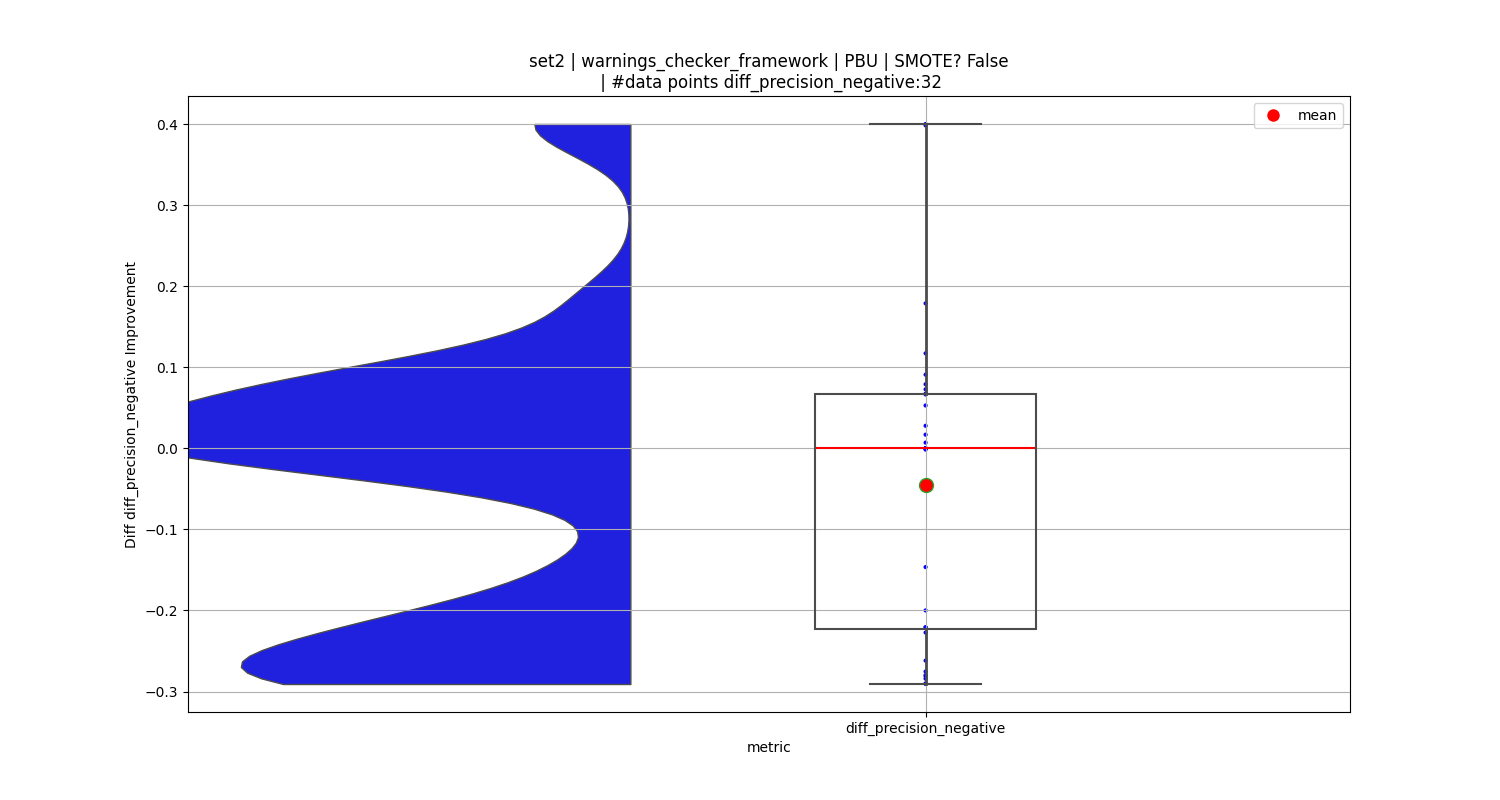 set2 | warnings_checker_framework | PBU | SMOTE? False
| #data points diff_precision_negative:32
mean
0.4
0.3
0.2
0.1
0.0
−0.1
−0.2
−0.3
Diff diff_precision_negative Improvement
diff_precision_negative
metric